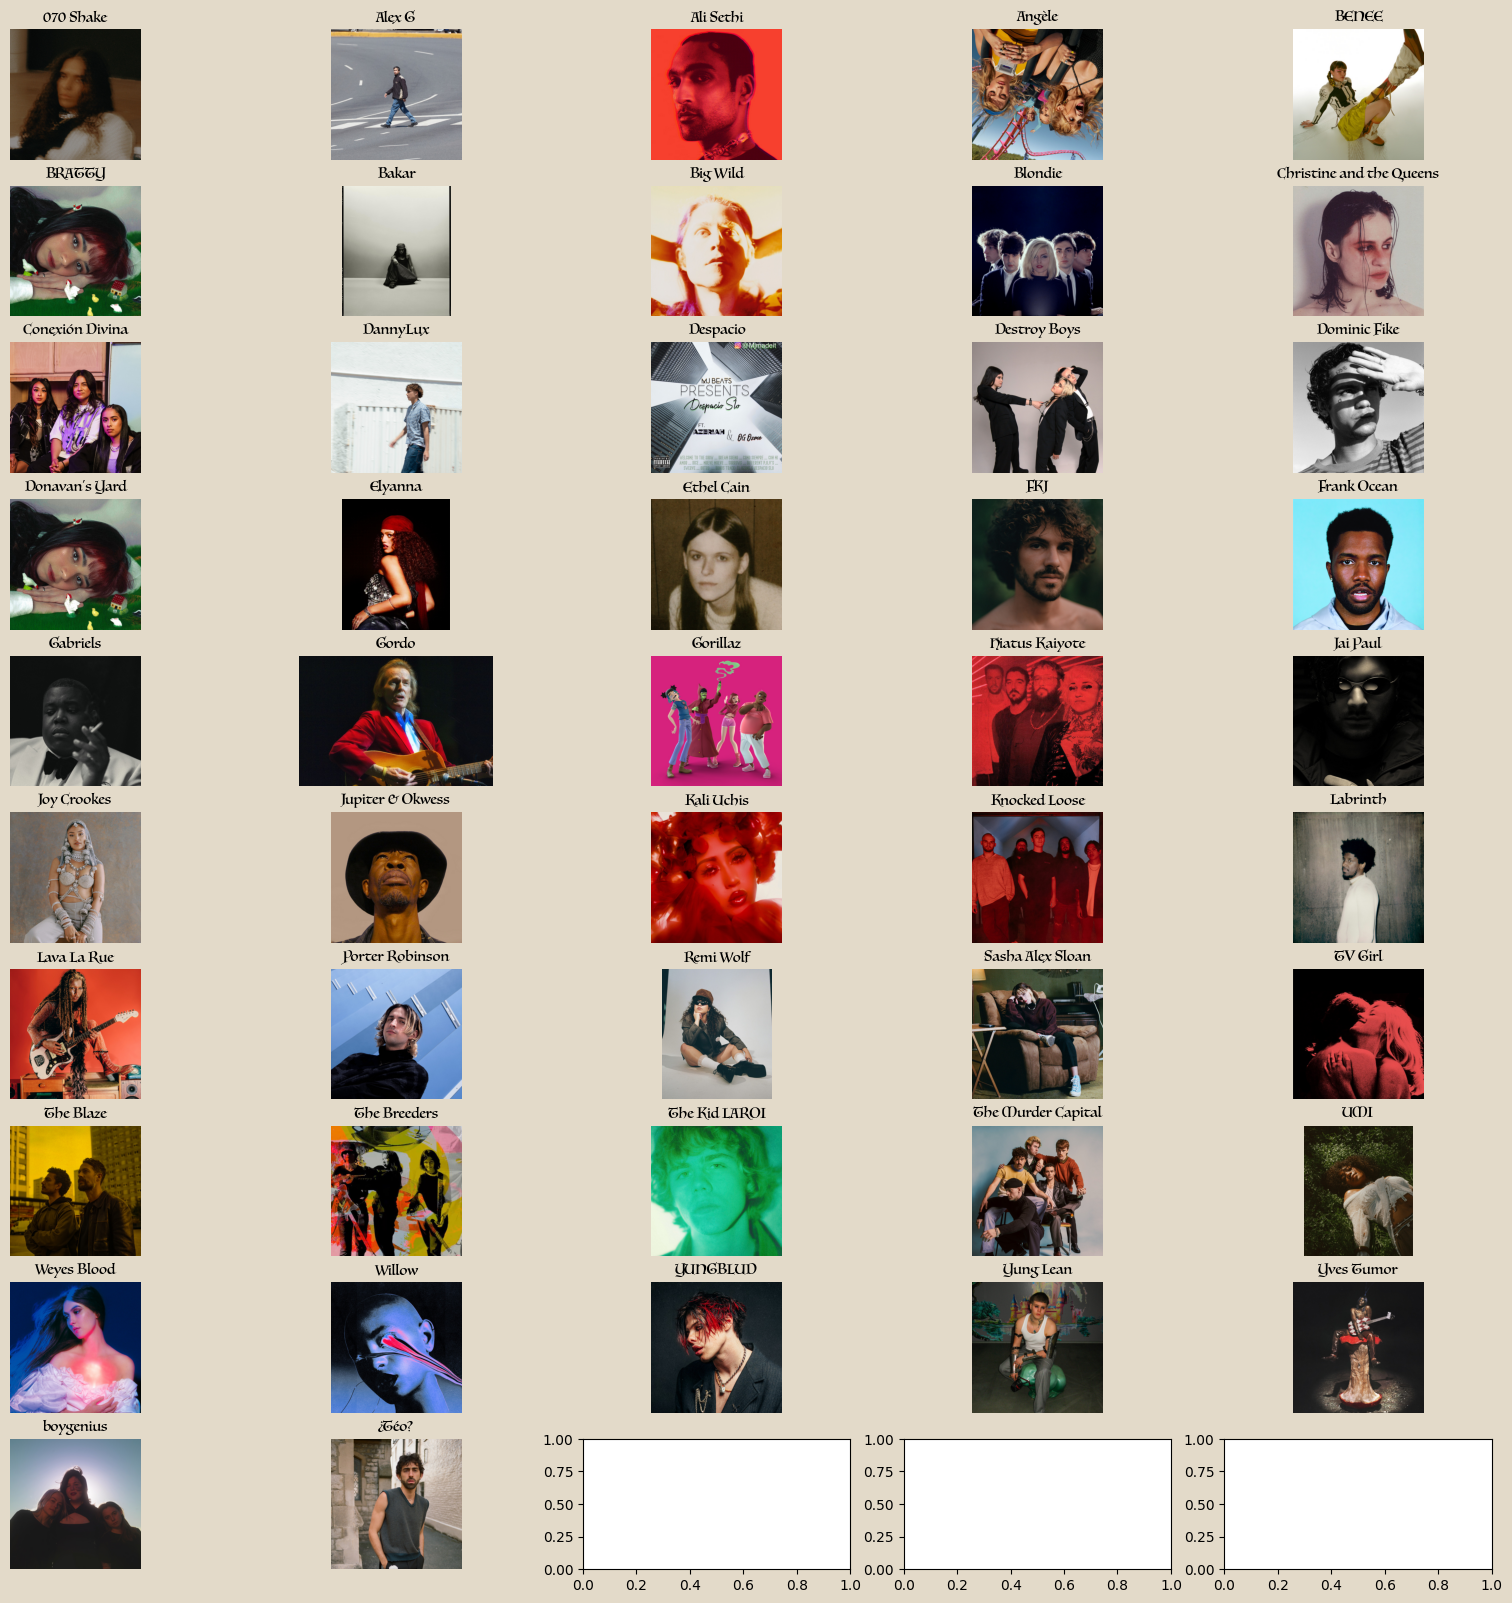 070 Shake
Alex G
Ali Sethi
Angèle
BENEE
BRATTY
Bakar
Big Wild
Blondie
Christine and the Queens
Conexión Divina
DannyLux
Despacio
Destroy Boys
Dominic Fike
@Mjmadeit
MJ BEATS
PRESENTS
Despacio Slo
FT.
&
Donavan's Yard
Elyanna
Ethel Cain
FKJ
Frank Ocean
Gabriels
Gordo
Gorillaz
Hiatus Kaiyote
Jai Paul
Joy Crookes
Jupiter & Okwess
Kali Uchis
Knocked Loose
Labrinth
Lava La Rue
Porter Robinson
Remi Wolf
Sasha Alex Sloan
TV Girl
The Blaze
The Breeders
The Kid LAROI
The Murder Capital
UMI
Weyes Blood
Willow
YUNGBLUD
Yung Lean
Yves Tumor
boygenius
¿Téo?
1.00
0.75
0.50
0.25
0.00
0.0 0.2 0.4 0.6 0.8 1.0
1.00
0.75
0.50
0.25
0.00
0.0 0.2 0.4 0.6 0.8 1.0
1.00
0.75
0.50
0.25
0.00
0.0 0.2 0.4 0.6 0.8 1.0